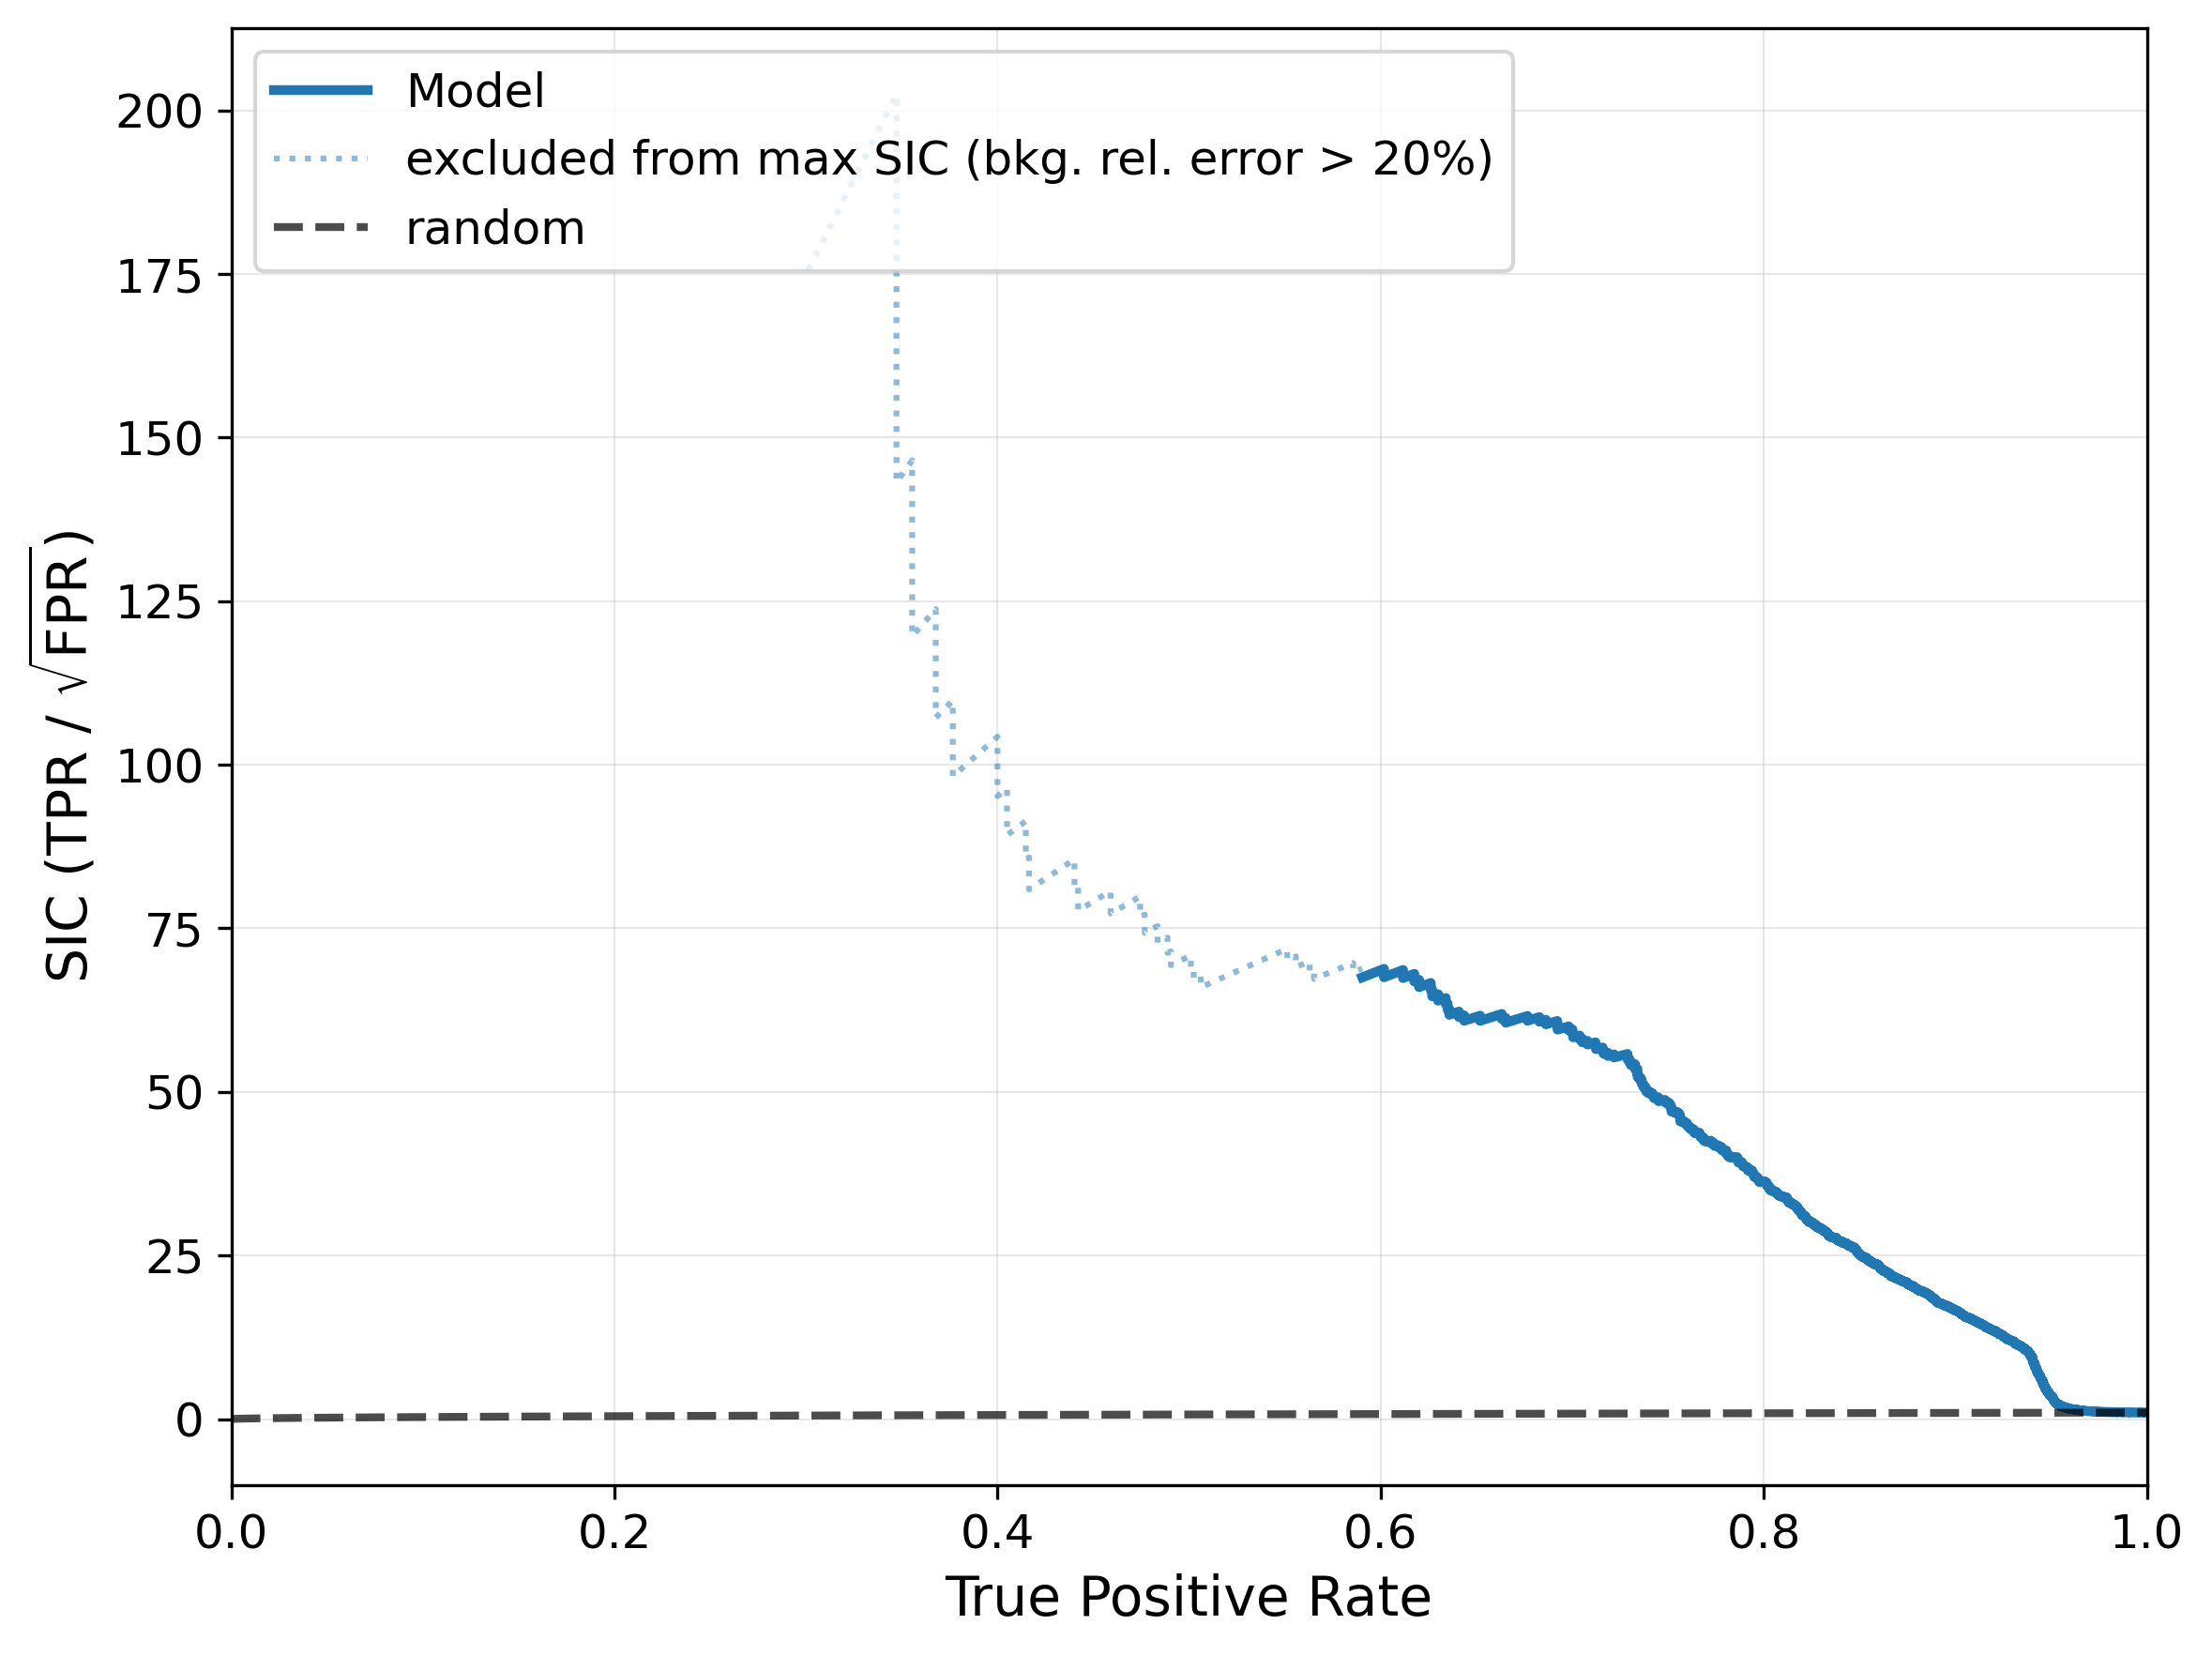 Model
excluded from max SIC (bkg. rel. error > 20%)
random
200
175
150
125
100
75
50
25
0
SIC (TPR / √FPR)
0.0 0.2 0.4 0.6 0.8 1.0
True Positive Rate